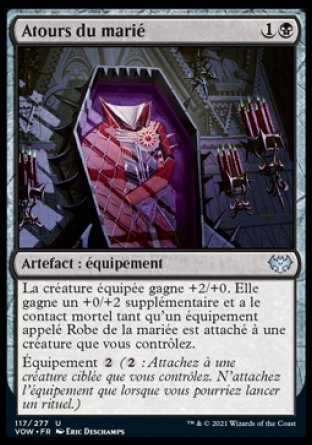 Atours du marié 1
Artefact : équipement
La créature équipée gagne +2/+0. Elle
gagne un +0/+2 supplémentaire et a le
contact mortel tant qu'un équipement
appelé Robe de la mariée est attaché à une
créature que vous contrôlez.
Équipement 2 (2 : Attachez à une
créature ciblée que vous contrôlez. N'attachez
l'équipement que lorsque vous pourriez lancer
un rituel.)
117/277 U
VOW • FR Eric Deschamps
™ & © 2021 Wizards of the Coast